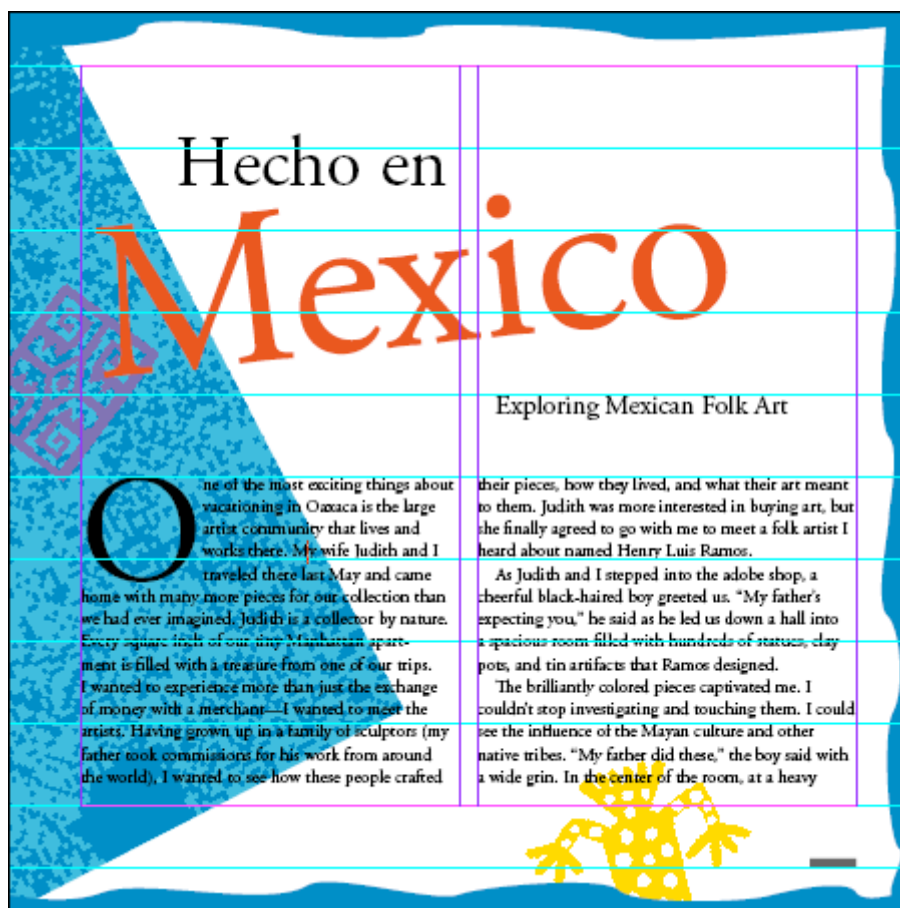 Hecho en
Mexico
Exploring Mexican Folk Art
One of the most exciting things about
vacationing in Oaxaca is the large
artist community that lives and
works there. My wife Judith and I
traveled there last May and came
home with many more pieces for our collection than
we had ever imagined. Judith is a collector by nature.
Every square inch of our tiny Manhattan apart-
ment is filled with a treasure from one of our trips.
I wanted to experience more than just the exchange
of money with a merchant—I wanted to meet the
artists. Having grown up in a family of sculptors (my
father took commissions for his work from around
the world), I wanted to see how these people crafted
their pieces, how they lived, and what their art meant
to them. Judith was more interested in buying art, but
she finally agreed to go with me to meet a folk artist I
heard about named Henry Luis Ramos.
As Judith and I stepped into the adobe shop, a
cheerful black-haired boy greeted us. “My father’s
expecting you,” he said as he led us down a hall into
a spacious room filled with hundreds of statues, clay
pots, and tin artifacts that Ramos designed.
The brilliantly colored pieces captivated me. I
couldn’t stop investigating and touching them. I could
see the influence of the Mayan culture and other
native tribes. “My father did these,” the boy said with
a wide grin. In the center of the room, at a heavy